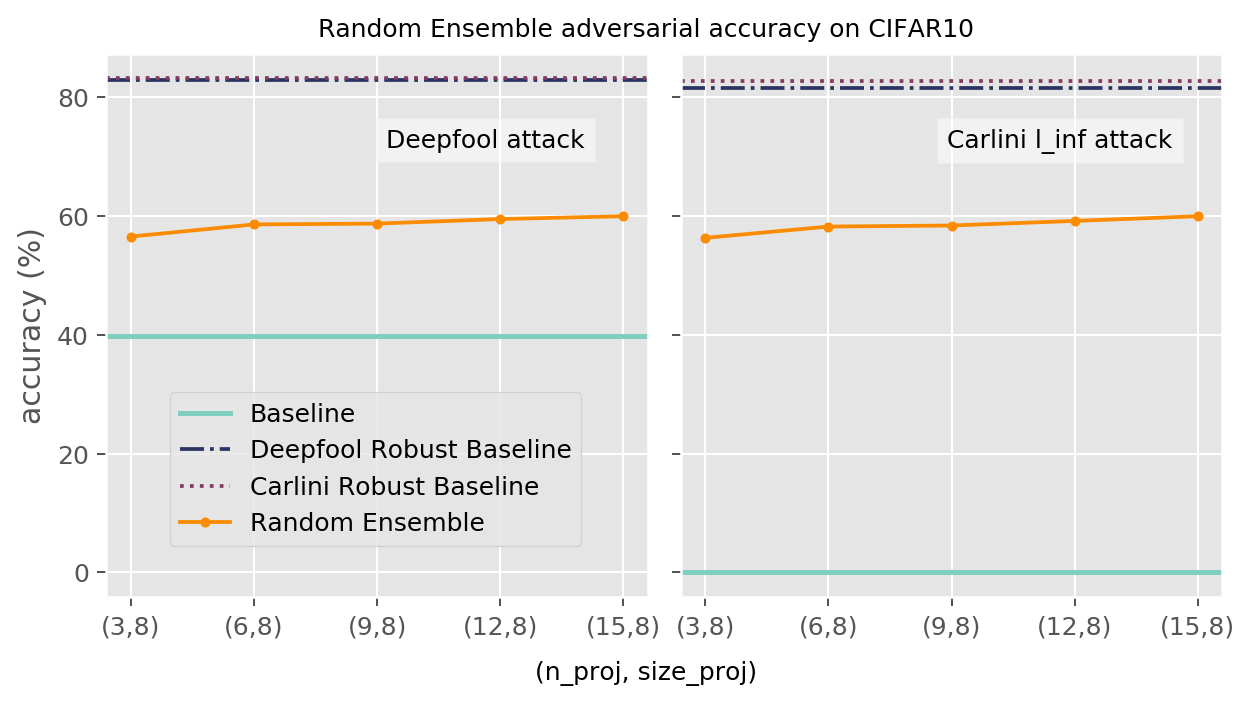 Random Ensemble adversarial accuracy on CIFAR10
accuracy (%)
80
60
40
20
0
Deepfool attack
Baseline
Deepfool Robust Baseline
Carlini Robust Baseline
Random Ensemble
(3,8) (6,8) (9,8) (12,8) (15,8)
Carlini l_inf attack
(3,8) (6,8) (9,8) (12,8) (15,8)
(n_proj, size_proj)